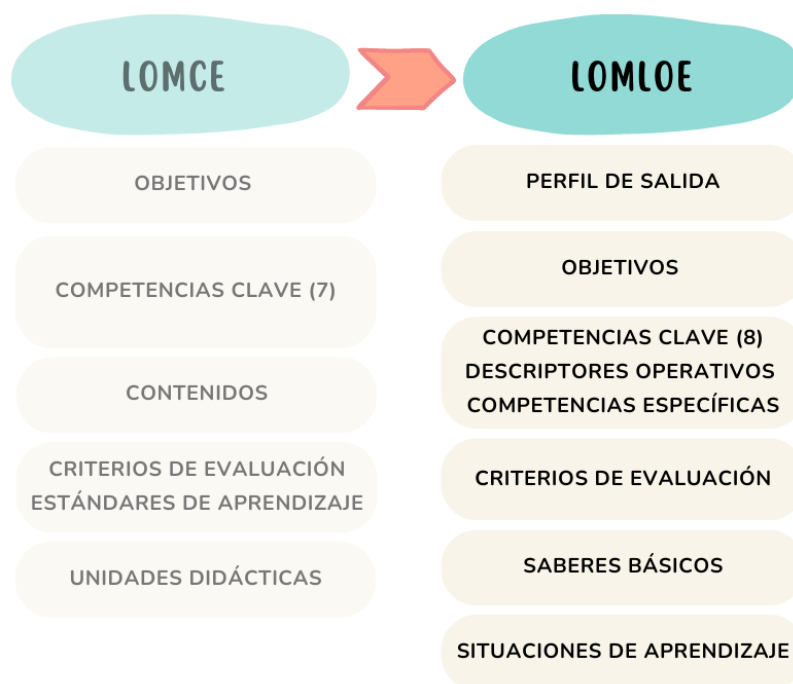 LOMCE
OBJETIVOS
COMPETENCIAS CLAVE (7)
CONTENIDOS
CRITERIOS DE EVALUACIÓN
ESTÁNDARES DE APRENDIZAJE
UNIDADES DIDÁCTICAS
LOMLOE
PERFIL DE SALIDA
OBJETIVOS
COMPETENCIAS CLAVE (8)
DESCRIPTORES OPERATIVOS
COMPETENCIAS ESPECÍFICAS
CRITERIOS DE EVALUACIÓN
SABERES BÁSICOS
SITUACIONES DE APRENDIZAJE